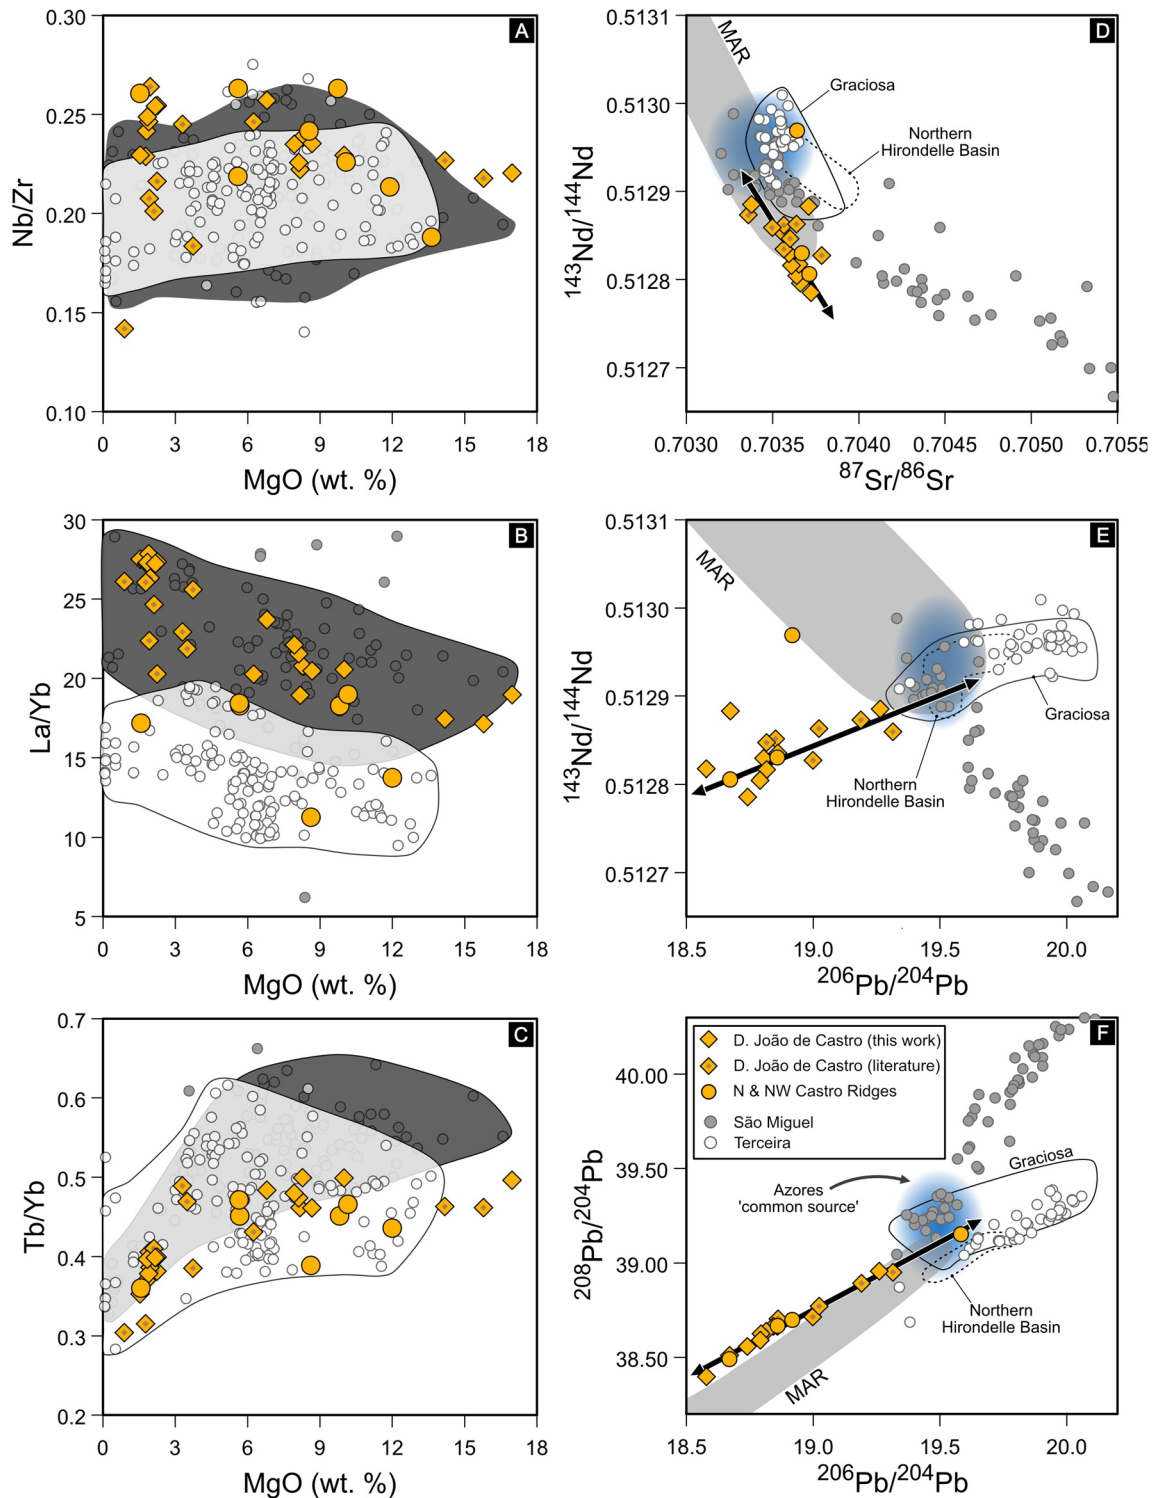 A
0.30
0.25
0.20
0.15
0.10
Nb/Zr
0
3
6
9
12
15
18
MgO (wt. %)
D
MAR
Graciosa
Northern
Hirondelle Basin
0.5131
0.5130
0.5129
0.5128
0.5127
143Nd/144Nd
0.7030
0.7035
0.7040
0.7045
0.7050
0.7055
87Sr/86Sr
B
30
25
20
15
10
5
La/Yb
0
3
6
9
12
15
18
MgO (wt. %)
E
MAR
Graciosa
Northern
Hirondelle Basin
0.5131
0.5130
0.5129
0.5128
0.5127
143Nd/144Nd
18.5
19.0
19.5
20.0
206Pb/204Pb
C
0.7
0.6
0.5
0.4
0.3
0.2
Tb/Yb
0
3
6
9
12
15
18
MgO (wt. %)
F
D. João de Castro (this work)
D. João de Castro (literature)
N & NW Castro Ridges
São Miguel
Terceira
Graciosa
Azores
'common source'
Northern
Hirondelle Basin
MAR
40.00
39.50
39.00
38.50
208Pb/204Pb
18.5
19.0
19.5
20.0
206Pb/204Pb